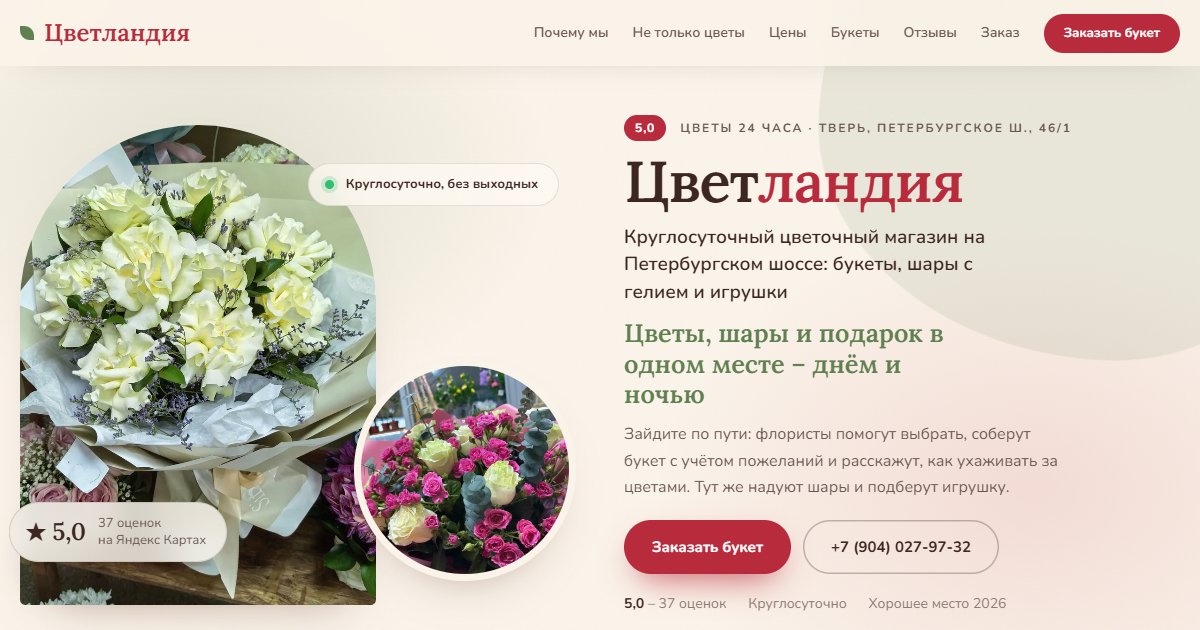 Цветландия
Почему мы
Не только цветы
Цены
Букеты
Отзывы
Заказ
Заказать букет
Круглосуточно, без выходных
★ 5,0
37 оценок
на Яндекс Картах
5,0 ЦВЕТЫ 24 ЧАСА · ТВЕРЬ, ПЕТЕРБУРГСКОЕ Ш., 46/1
Цветландия
Круглосуточный цветочный магазин на
Петербургском шоссе: букеты, шары с
гелием и игрушки
Цветы, шары и подарок в
одном месте – днём и
ночью
Зайдите по пути: флористы помогут выбрать, соберут
букет с учётом пожеланий и расскажут, как ухаживать за
цветами. Тут же надуют шары и подберут игрушку.
Заказать букет
+7 (904) 027-97-32
5,0 – 37 оценок
Круглосуточно
Хорошее место 2026